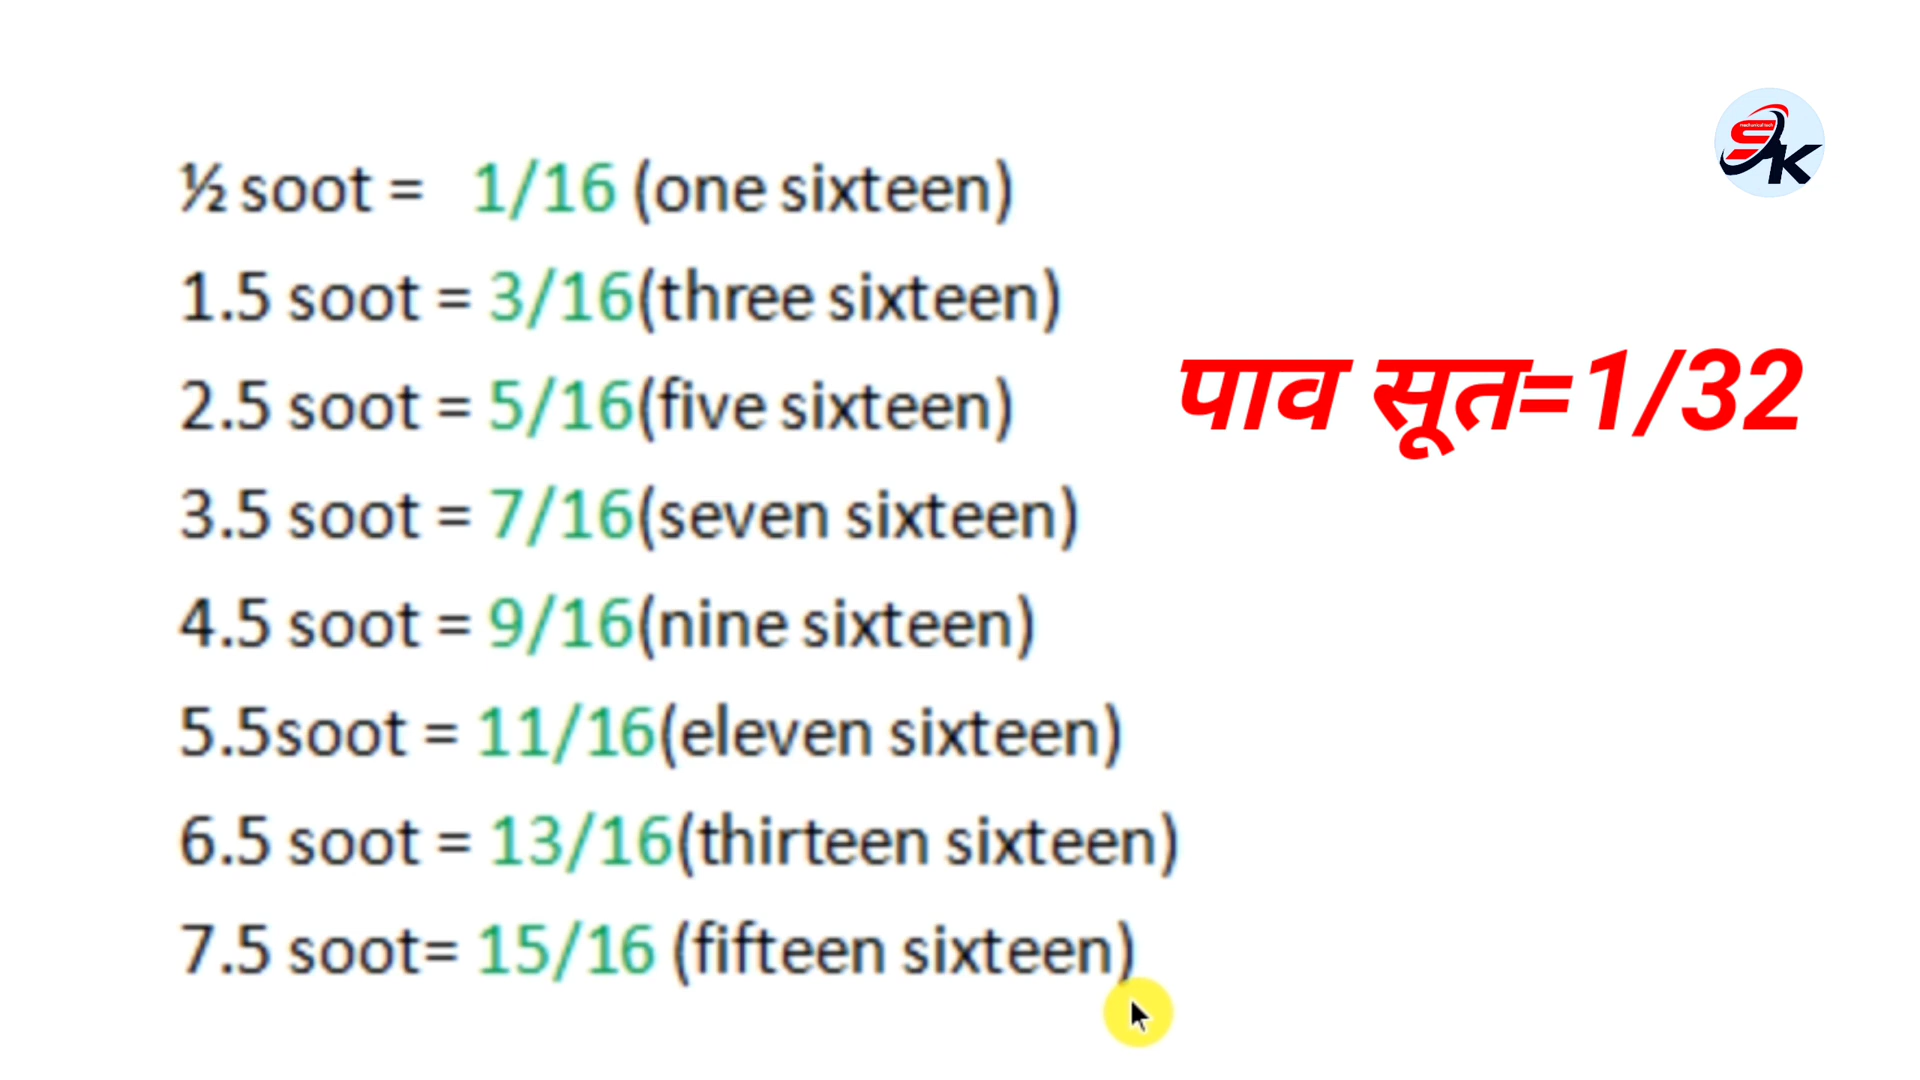 ½ soot = 1/16 (one sixteen)
1.5 soot = 3/16(three sixteen)
2.5 soot = 5/16(five sixteen)
पाव सूत=1/32
3.5 soot = 7/16(seven sixteen)
4.5 soot = 9/16(nine sixteen)
5.5soot = 11/16(eleven sixteen)
6.5 soot = 13/16(thirteen sixteen)
7.5 soot= 15/16 (fifteen sixteen)
SK